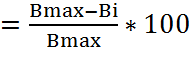 = (Bmax−Bi)/Bmax * 100